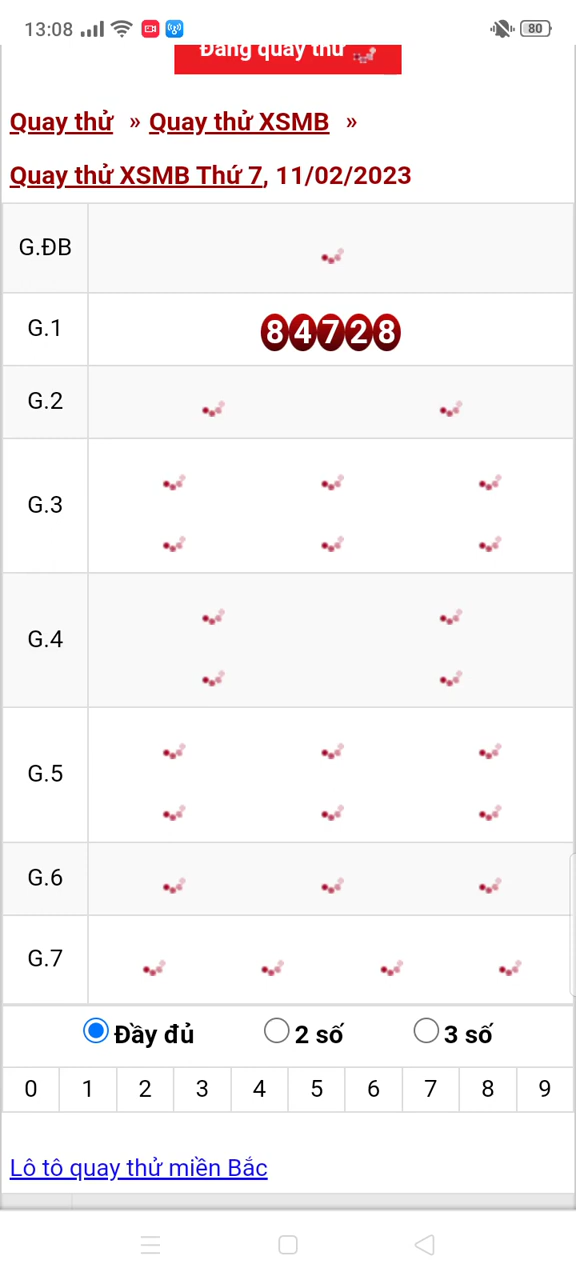 13:08 80
Đang quay thử
Quay thử » Quay thử XSMB »
Quay thử XSMB Thứ 7, 11/02/2023
G.ĐB
G.1 84728
G.2
G.3
G.4
G.5
G.6
G.7
Đầy đủ 2 số 3 số
0 1 2 3 4 5 6 7 8 9
Lô tô quay thử miền Bắc